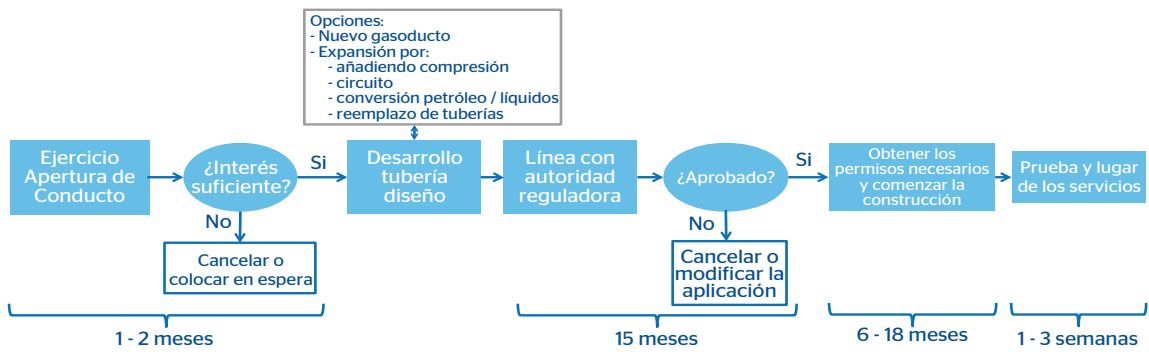 Opciones:
- Nuevo gasoducto
- Expansión por:
- añadiendo compresión
- circuito
- conversión petróleo / líquidos
- reemplazo de tuberías
Ejercicio
Apertura de
Conducto
¿Interés
suficiente?
Si
Desarrollo
tubería
diseño
Línea con
autoridad
reguladora
¿Aprobado?
Si
Obtener los
permisos necesarios
y comenzar la
construcción
Prueba y lugar
de los servicios
No
Cancelar o
colocar en espera
No
Cancelar o
modificar la
aplicación
1 - 2 meses
15 meses
6 - 18 meses
1 - 3 semanas